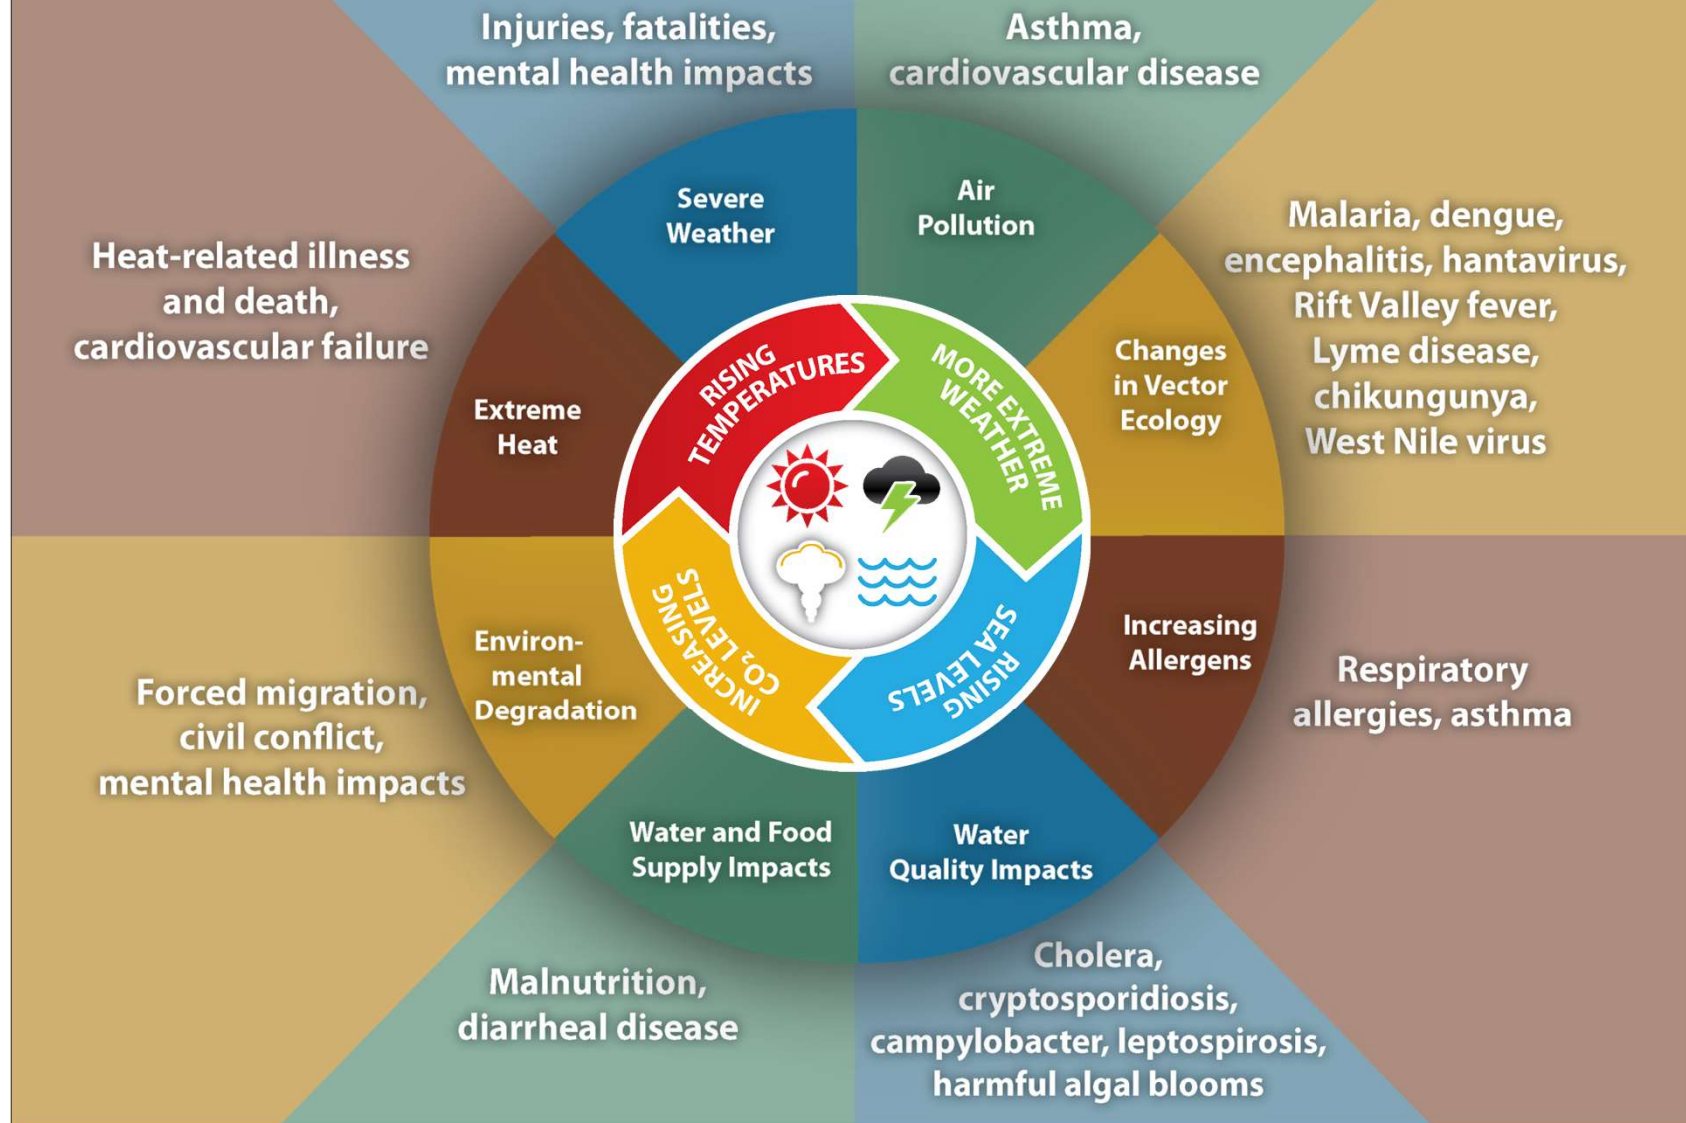 Injuries, fatalities,
mental health impacts
Asthma,
cardiovascular disease
Severe
Weather
Air
Pollution
Heat-related illness
and death,
cardiovascular failure
Extreme
Heat
Changes
in Vector
Ecology
Malaria, dengue,
encephalitis, hantavirus,
Rift Valley fever,
Lyme disease,
chikungunya,
West Nile virus
RISING
TEMPERATURES
MORE EXTREME
WEATHER
INCREASING
CO₂ LEVELS
RISING
SEA LEVELS
Environ-
mental
Degradation
Increasing
Allergens
Forced migration,
civil conflict,
mental health impacts
Respiratory
allergies, asthma
Water and Food
Supply Impacts
Water
Quality Impacts
Malnutrition,
diarrheal disease
Cholera,
cryptosporidiosis,
campylobacter, leptospirosis,
harmful algal blooms